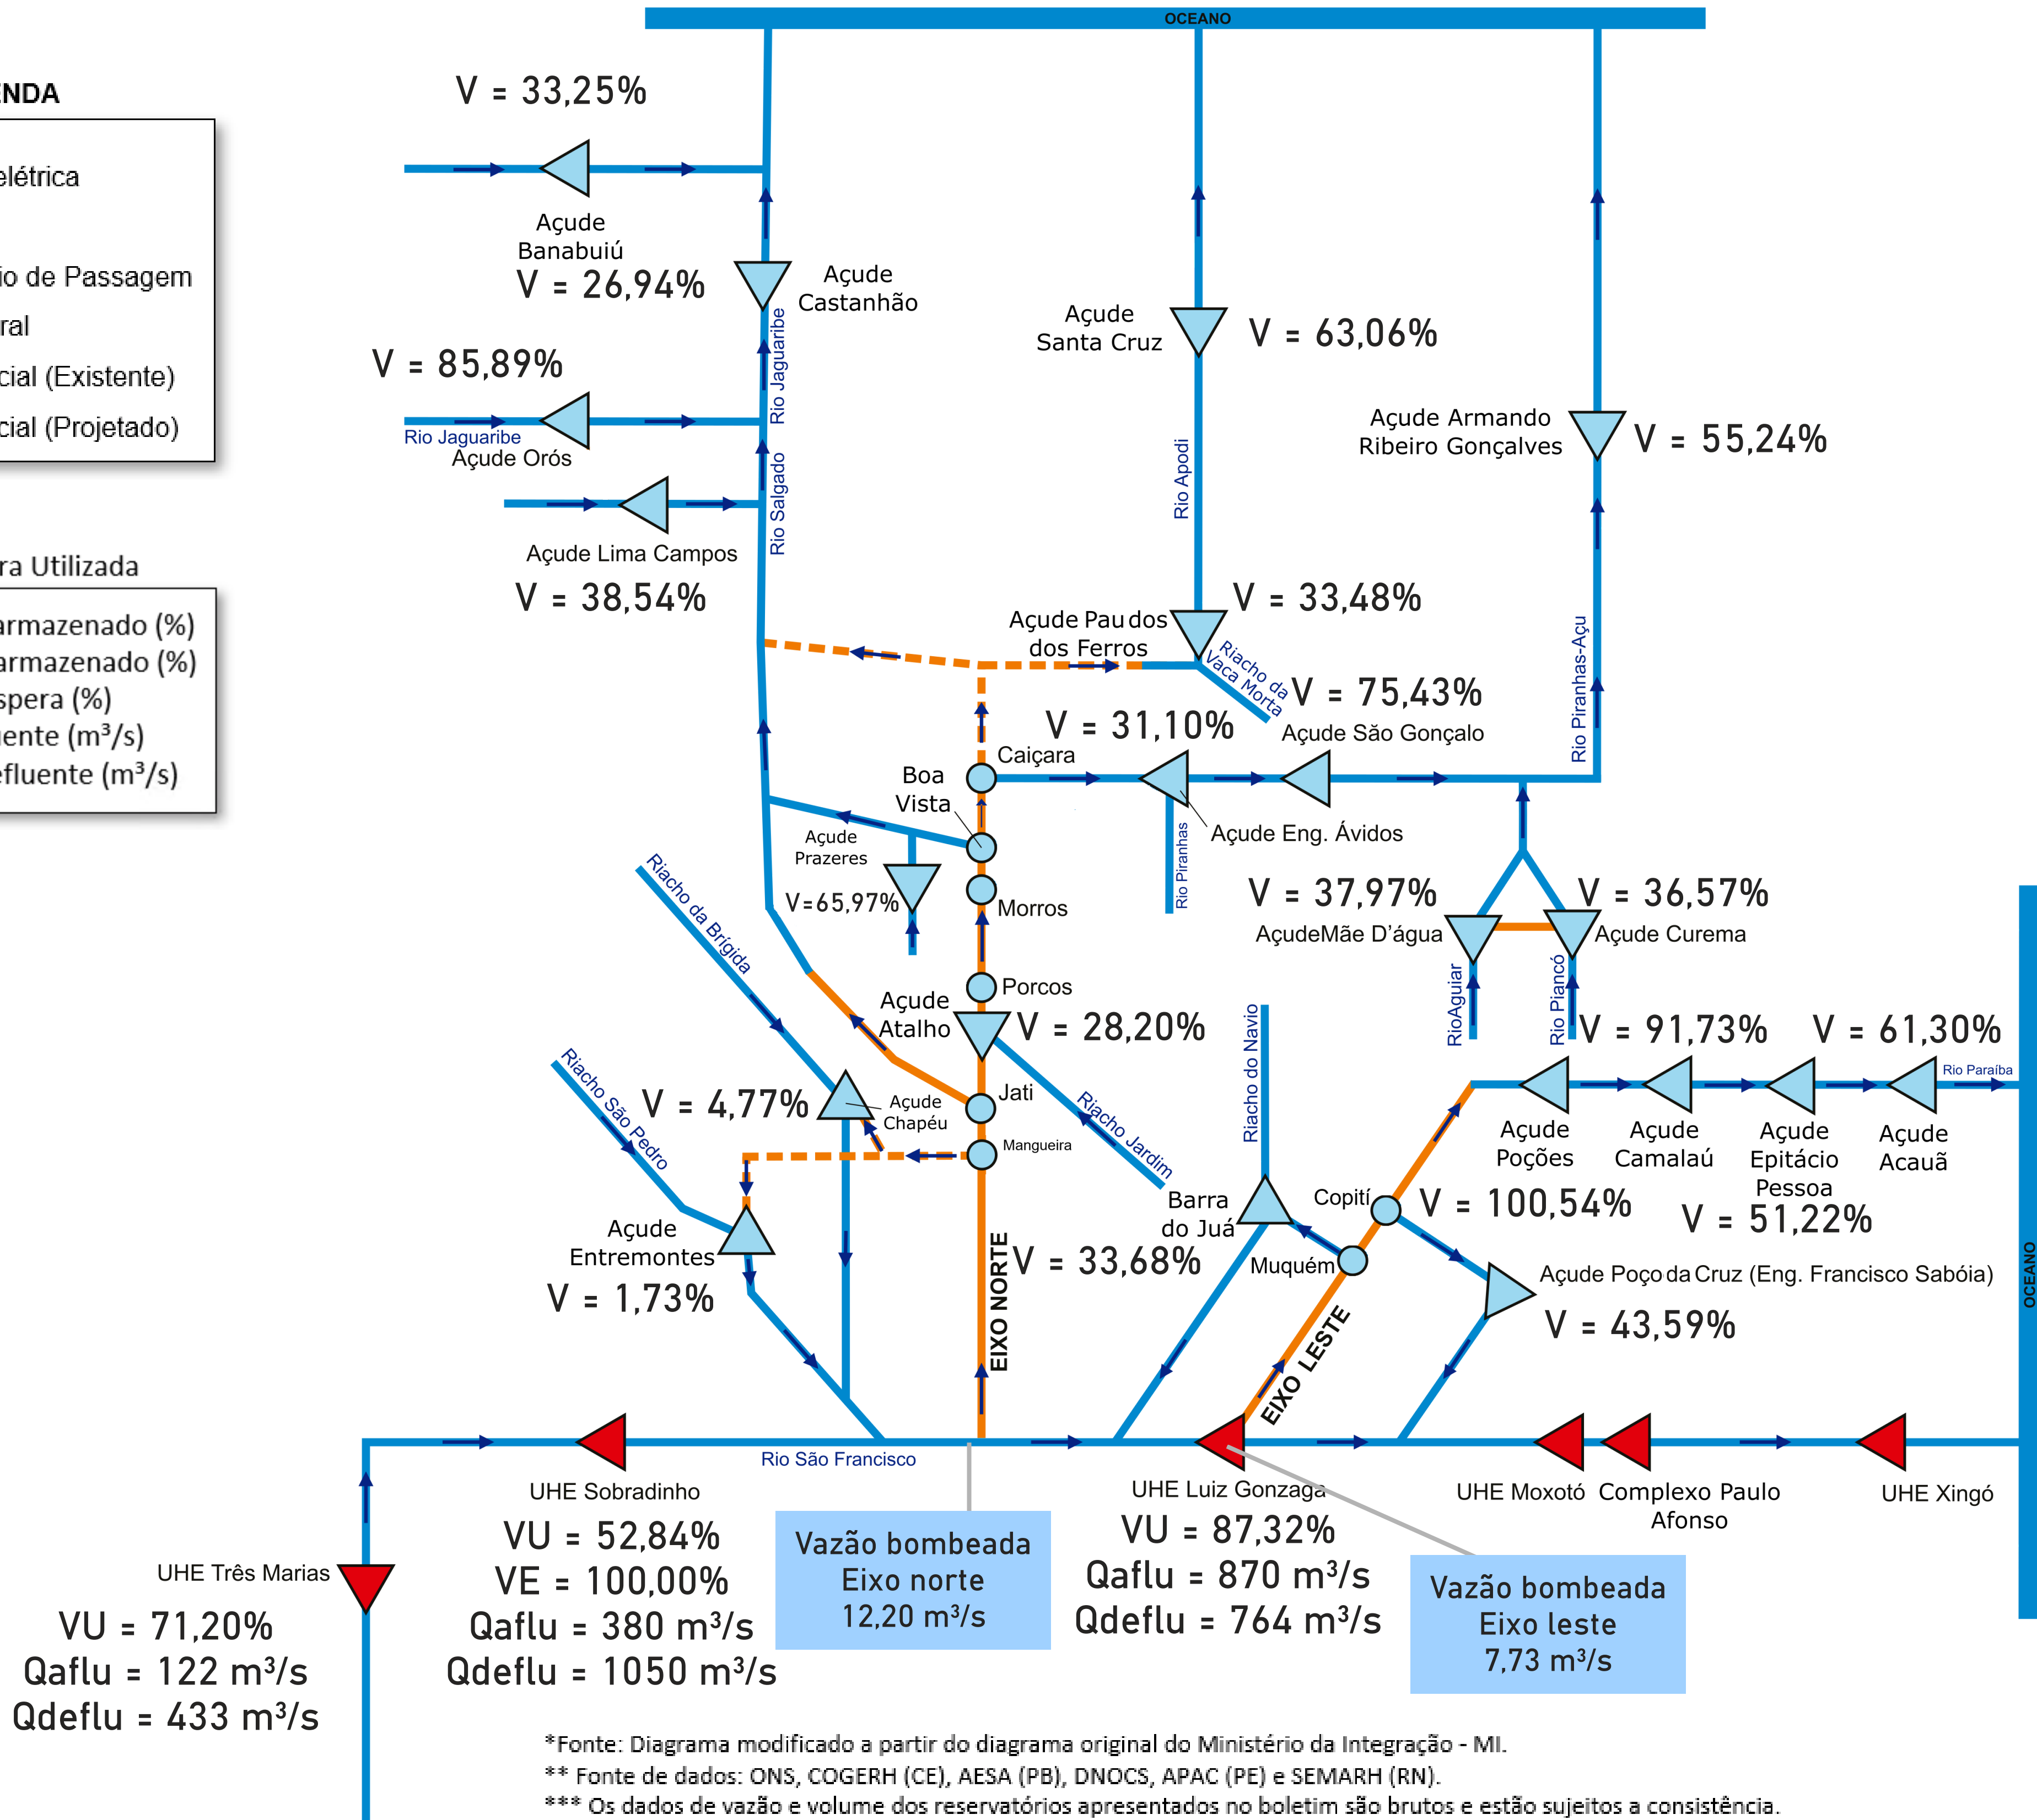 OCEANO
V = 33,25%
ENDA
elétrica
io de Passagem
ral
cial (Existente)
cial (Projetado)
Açude
Banabuiú
V = 26,94%
Açude
Castanhão
Rio Jaguaribe
V = 85,89%
Rio Jaguaribe
Açude Orós
Rio Salgado
Açude Lima Campos
V = 38,54%
Açude
Santa Cruz
V = 63,06%
Rio Apodi
Açude Armando
Ribeiro Gonçalves
V = 55,24%
Rio Piranhas-Açu
ra Utilizada
armazenado (%)
armazenado (%)
spera (%)
uente (m³/s)
efluente (m³/s)
Açude Pau dos
dos Ferros
V = 33,48%
Riacho da
Vaca Morta
V = 75,43%
Açude São Gonçalo
V = 31,10%
Caiçara
Boa
Vista
Açude Eng. Ávidos
Rio Piranhas
Açude
Prazeres
V=65,97%
Morros
Porcos
Riacho da Brígida
Açude
Atalho
V = 28,20%
V = 37,97%
AçudeMãe D'água
V = 36,57%
Açude Curema
RioAguiar
Rio Piancó
V = 91,73%
V = 61,30%
Rio Paraíba
Riacho São Pedro
V = 4,77%
Açude
Chapéu
Jati
Mangueira
Riacho Jardim
Riacho do Navio
Açude
Poções
Açude
Camalaú
Açude
Epitácio
Pessoa
Açude
Acauã
V = 100,54%
V = 51,22%
Barra
do Juá
Copití
Muquém
V = 33,68%
Açude
Entremontes
V = 1,73%
EIXO NORTE
EIXO LESTE
Açude Poço da Cruz (Eng. Francisco Sabóia)
V = 43,59%
OCEANO
Rio São Francisco
UHE Sobradinho
VU = 52,84%
VE = 100,00%
Qaflu = 380 m³/s
Qdeflu = 1050 m³/s
Vazão bombeada
Eixo norte
12,20 m³/s
UHE Luiz Gonzaga
VU = 87,32%
Qaflu = 870 m³/s
Qdeflu = 764 m³/s
Vazão bombeada
Eixo leste
7,73 m³/s
UHE Moxotó
Complexo Paulo
Afonso
UHE Xingó
UHE Três Marias
VU = 71,20%
Qaflu = 122 m³/s
Qdeflu = 433 m³/s
*Fonte: Diagrama modificado a partir do diagrama original do Ministério da Integração - MI.
** Fonte de dados: ONS, COGERH (CE), AESA (PB), DNOCS, APAC (PE) e SEMARH (RN).
*** Os dados de vazão e volume dos reservatórios apresentados no boletim são brutos e estão sujeitos a consistência.